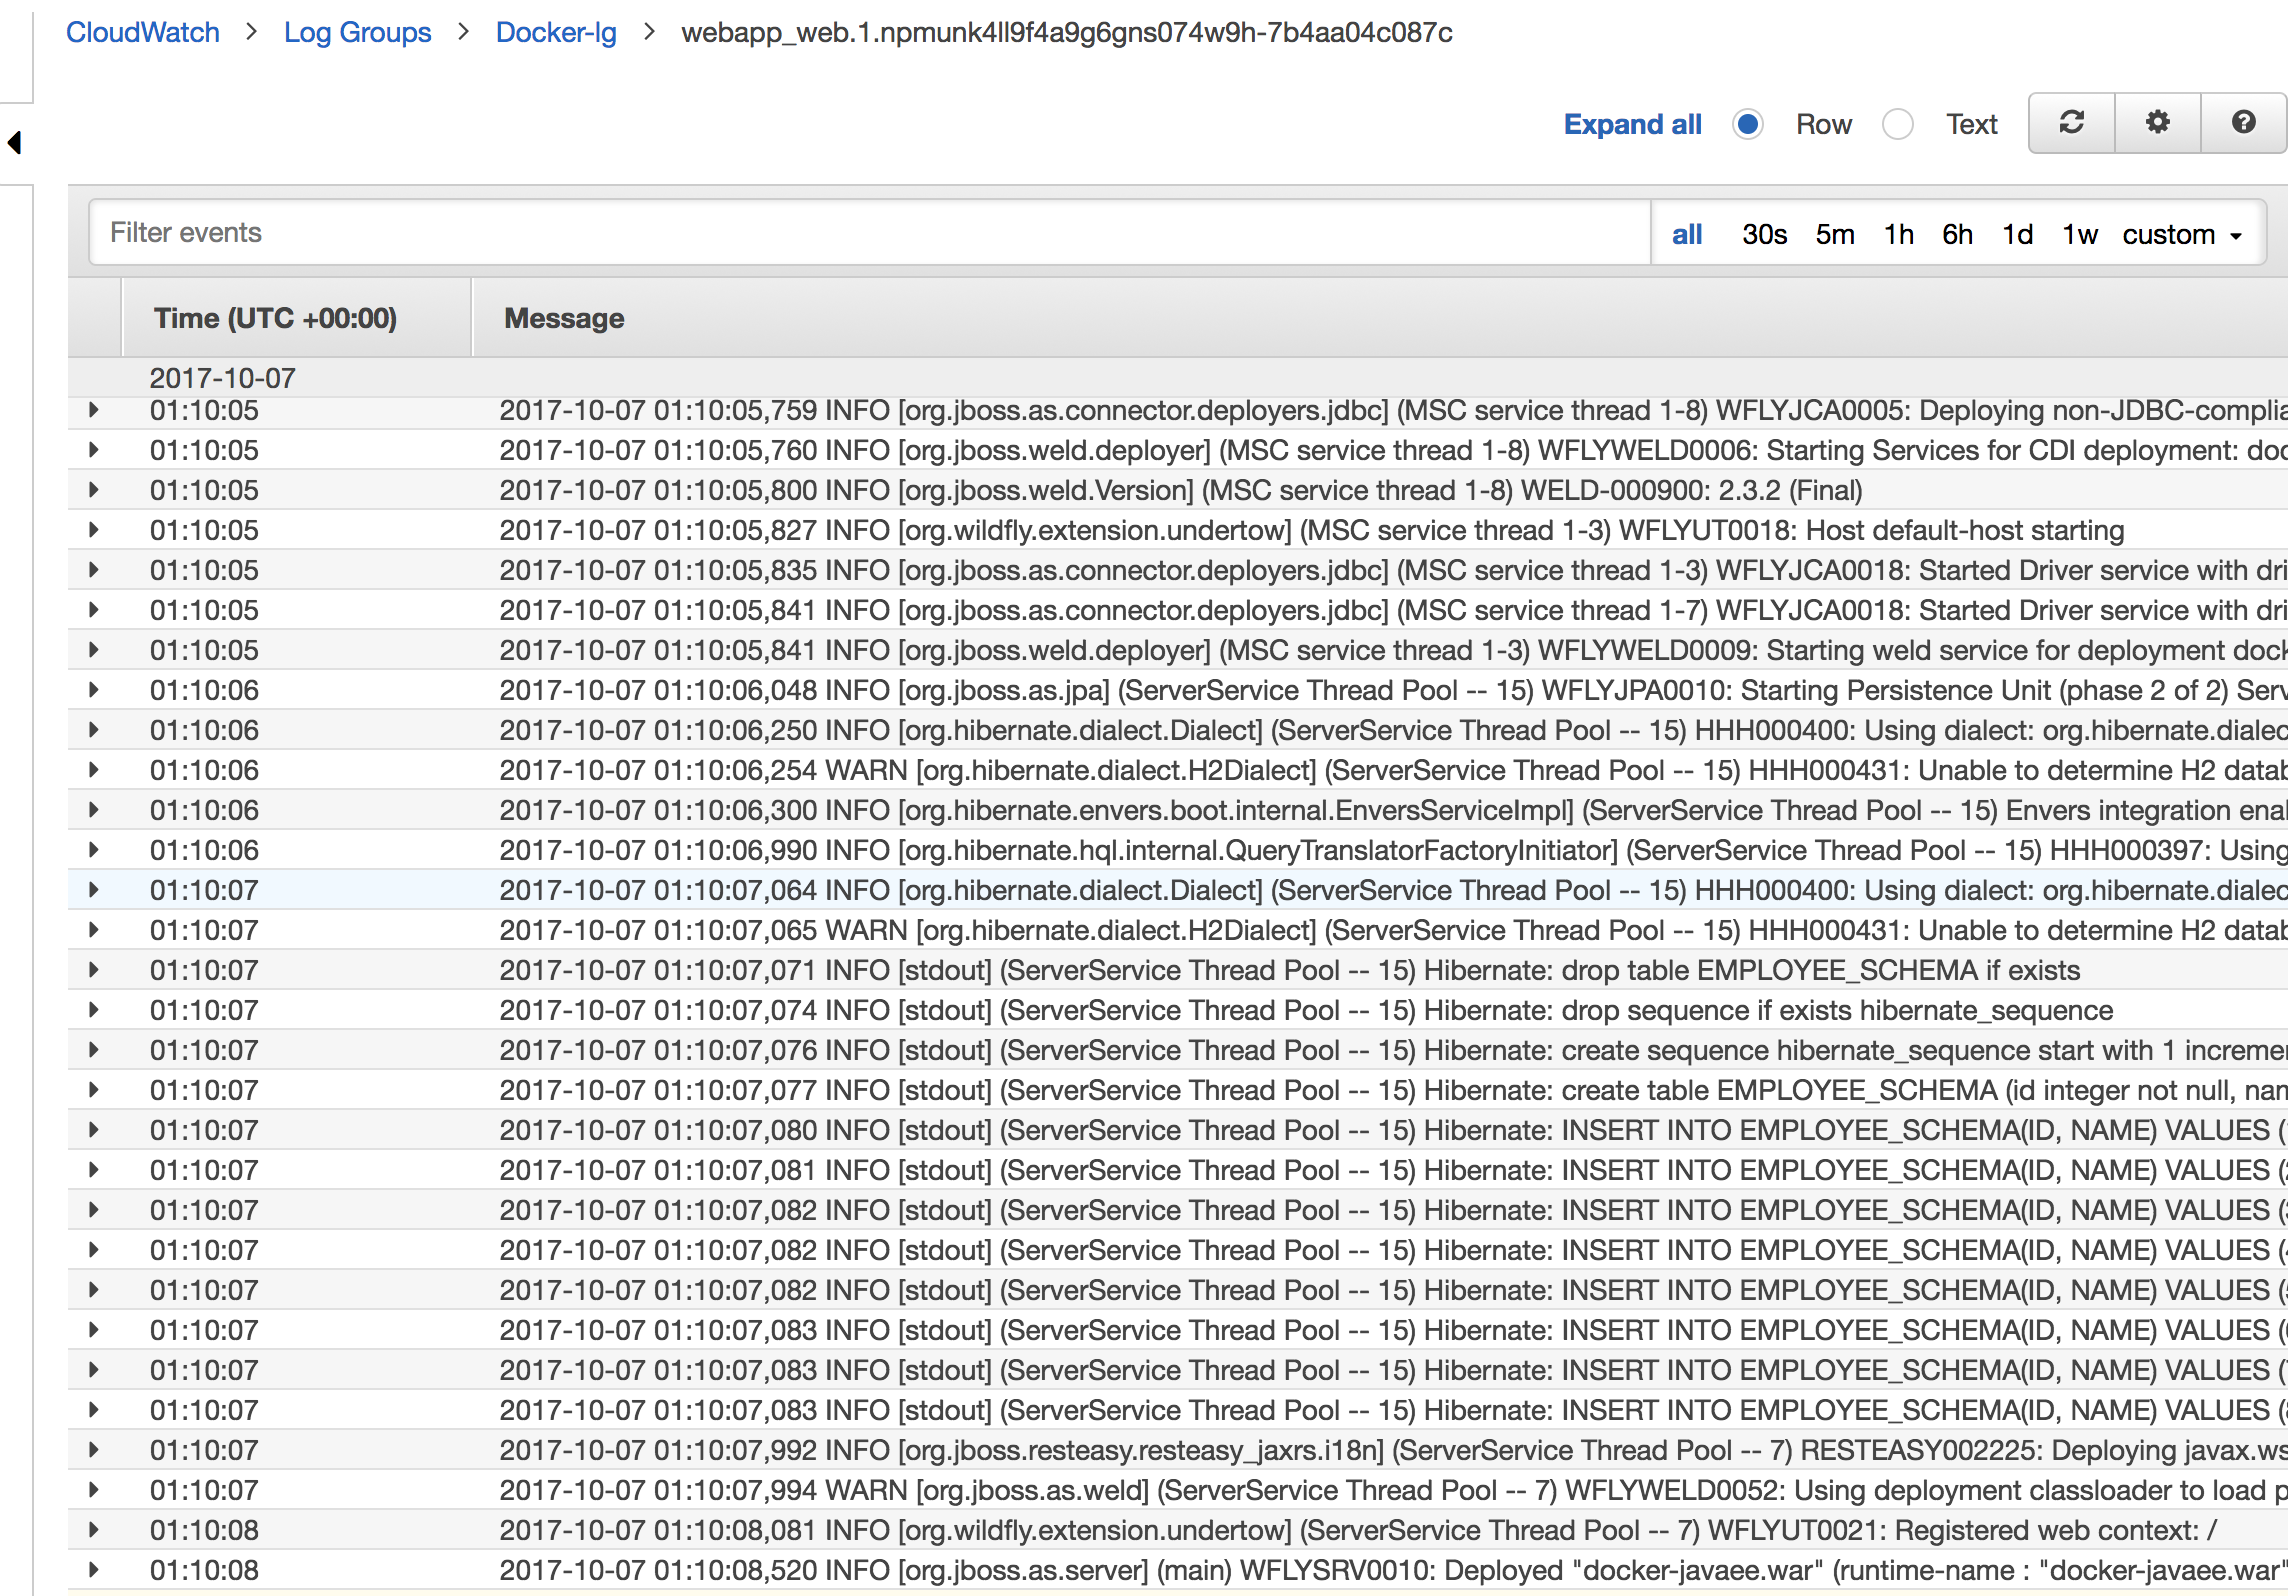 CloudWatch > Log Groups > Docker-lg > webapp_web.1.npmunk4ll9f4a9g6gns074w9h-7b4aa04c087c
Expand all Row Text
Filter events all 30s 5m 1h 6h 1d 1w custom
Time (UTC +00:00) Message
2017-10-07
01:10:05 2017-10-07 01:10:05,759 INFO [org.jboss.as.connector.deployers.jdbc] (MSC service thread 1-8) WFLYJCA0005: Deploying non-JDBC-complia
01:10:05 2017-10-07 01:10:05,760 INFO [org.jboss.weld.deployer] (MSC service thread 1-8) WFLYWELD0006: Starting Services for CDI deployment: doc
01:10:05 2017-10-07 01:10:05,800 INFO [org.jboss.weld.Version] (MSC service thread 1-8) WELD-000900: 2.3.2 (Final)
01:10:05 2017-10-07 01:10:05,827 INFO [org.wildfly.extension.undertow] (MSC service thread 1-3) WFLYUT0018: Host default-host starting
01:10:05 2017-10-07 01:10:05,835 INFO [org.jboss.as.connector.deployers.jdbc] (MSC service thread 1-3) WFLYJCA0018: Started Driver service with dri
01:10:05 2017-10-07 01:10:05,841 INFO [org.jboss.as.connector.deployers.jdbc] (MSC service thread 1-7) WFLYJCA0018: Started Driver service with dri
01:10:05 2017-10-07 01:10:05,841 INFO [org.jboss.weld.deployer] (MSC service thread 1-3) WFLYWELD0009: Starting weld service for deployment dock
01:10:06 2017-10-07 01:10:06,048 INFO [org.jboss.as.jpa] (ServerService Thread Pool -- 15) WFLYJPA0010: Starting Persistence Unit (phase 2 of 2) Serv
01:10:06 2017-10-07 01:10:06,250 INFO [org.hibernate.dialect.Dialect] (ServerService Thread Pool -- 15) HHH000400: Using dialect: org.hibernate.dialec
01:10:06 2017-10-07 01:10:06,254 WARN [org.hibernate.dialect.H2Dialect] (ServerService Thread Pool -- 15) HHH000431: Unable to determine H2 datab
01:10:06 2017-10-07 01:10:06,300 INFO [org.hibernate.envers.boot.internal.EnversServiceImpl] (ServerService Thread Pool -- 15) Envers integration enal
01:10:06 2017-10-07 01:10:06,990 INFO [org.hibernate.hql.internal.QueryTranslatorFactoryInitiator] (ServerService Thread Pool -- 15) HHH000397: Using
01:10:07 2017-10-07 01:10:07,064 INFO [org.hibernate.dialect.Dialect] (ServerService Thread Pool -- 15) HHH000400: Using dialect: org.hibernate.dialec
01:10:07 2017-10-07 01:10:07,065 WARN [org.hibernate.dialect.H2Dialect] (ServerService Thread Pool -- 15) HHH000431: Unable to determine H2 datab
01:10:07 2017-10-07 01:10:07,071 INFO [stdout] (ServerService Thread Pool -- 15) Hibernate: drop table EMPLOYEE_SCHEMA if exists
01:10:07 2017-10-07 01:10:07,074 INFO [stdout] (ServerService Thread Pool -- 15) Hibernate: drop sequence if exists hibernate_sequence
01:10:07 2017-10-07 01:10:07,076 INFO [stdout] (ServerService Thread Pool -- 15) Hibernate: create sequence hibernate_sequence start with 1 incremer
01:10:07 2017-10-07 01:10:07,077 INFO [stdout] (ServerService Thread Pool -- 15) Hibernate: create table EMPLOYEE_SCHEMA (id integer not null, nam
01:10:07 2017-10-07 01:10:07,080 INFO [stdout] (ServerService Thread Pool -- 15) Hibernate: INSERT INTO EMPLOYEE_SCHEMA(ID, NAME) VALUES (
01:10:07 2017-10-07 01:10:07,081 INFO [stdout] (ServerService Thread Pool -- 15) Hibernate: INSERT INTO EMPLOYEE_SCHEMA(ID, NAME) VALUES (
01:10:07 2017-10-07 01:10:07,082 INFO [stdout] (ServerService Thread Pool -- 15) Hibernate: INSERT INTO EMPLOYEE_SCHEMA(ID, NAME) VALUES (
01:10:07 2017-10-07 01:10:07,082 INFO [stdout] (ServerService Thread Pool -- 15) Hibernate: INSERT INTO EMPLOYEE_SCHEMA(ID, NAME) VALUES (
01:10:07 2017-10-07 01:10:07,082 INFO [stdout] (ServerService Thread Pool -- 15) Hibernate: INSERT INTO EMPLOYEE_SCHEMA(ID, NAME) VALUES (
01:10:07 2017-10-07 01:10:07,083 INFO [stdout] (ServerService Thread Pool -- 15) Hibernate: INSERT INTO EMPLOYEE_SCHEMA(ID, NAME) VALUES (
01:10:07 2017-10-07 01:10:07,083 INFO [stdout] (ServerService Thread Pool -- 15) Hibernate: INSERT INTO EMPLOYEE_SCHEMA(ID, NAME) VALUES (
01:10:07 2017-10-07 01:10:07,083 INFO [stdout] (ServerService Thread Pool -- 15) Hibernate: INSERT INTO EMPLOYEE_SCHEMA(ID, NAME) VALUES (
01:10:07 2017-10-07 01:10:07,992 INFO [org.jboss.resteasy.resteasy_jaxrs.i18n] (ServerService Thread Pool -- 7) RESTEASY002225: Deploying javax.ws
01:10:07 2017-10-07 01:10:07,994 WARN [org.jboss.as.weld] (ServerService Thread Pool -- 7) WFLYWELD0052: Using deployment classloader to load p
01:10:08 2017-10-07 01:10:08,081 INFO [org.wildfly.extension.undertow] (ServerService Thread Pool -- 7) WFLYUT0021: Registered web context: /
01:10:08 2017-10-07 01:10:08,520 INFO [org.jboss.as.server] (main) WFLYSRV0010: Deployed "docker-javaee.war" (runtime-name : "docker-javaee.war"